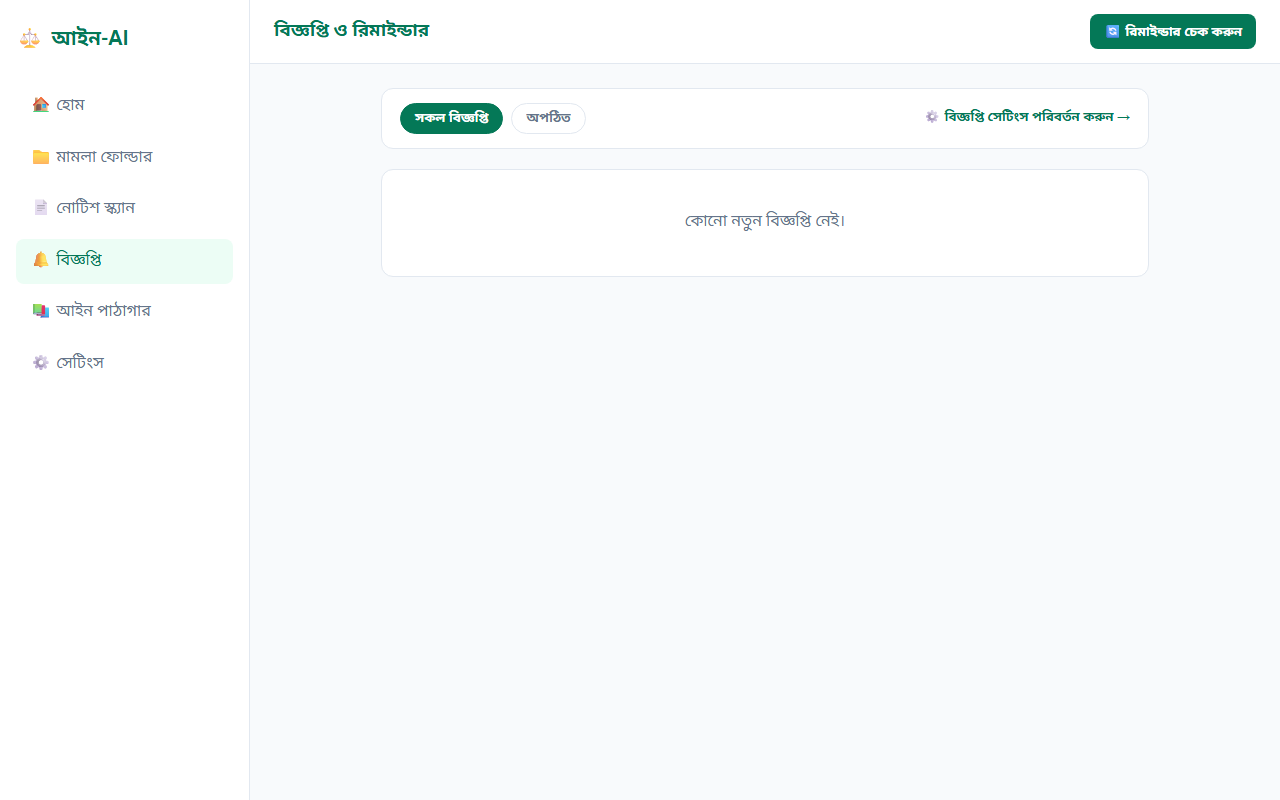 আইন-AI
হোম
মামলা ফোল্ডার
নোটিশ স্ক্যান
বিজ্ঞপ্তি
আইন পাঠাগার
সেটিংস
বিজ্ঞপ্তি ও রিমাইন্ডার
রিমাইন্ডার চেক করুন
সকল বিজ্ঞপ্তি
অপঠিত
বিজ্ঞপ্তি সেটিংস পরিবর্তন করুন →
কোনো নতুন বিজ্ঞপ্তি নেই।